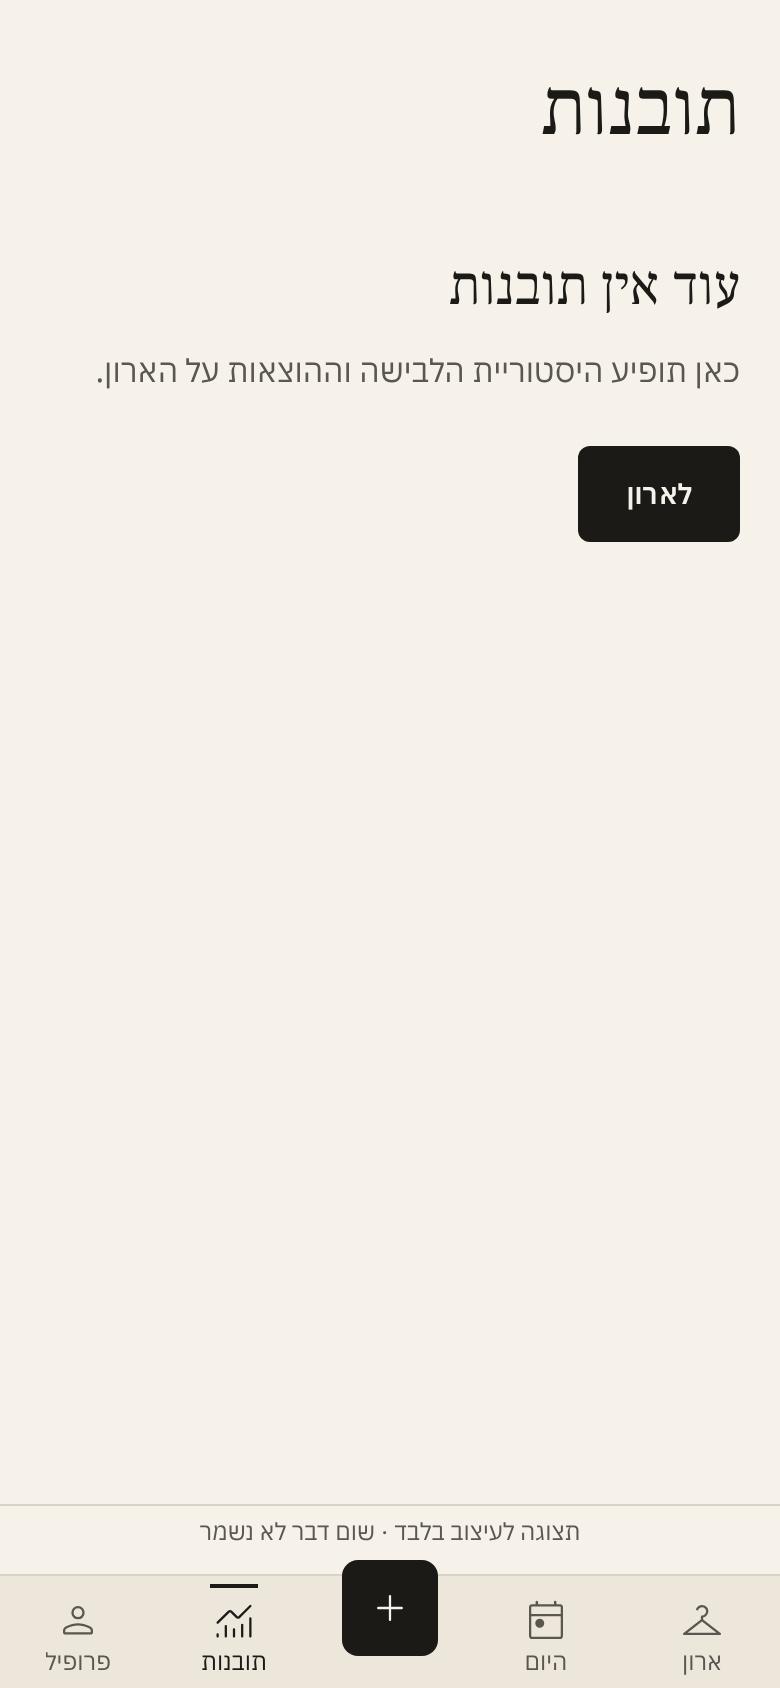 תובנות
עוד אין תובנות
כאן תופיע היסטוריית הלבישה וההוצאות על הארון.
לארון
תצוגה לעיצוב בלבד · שום דבר לא נשמר
ארון
היום
תובנות
פרופיל